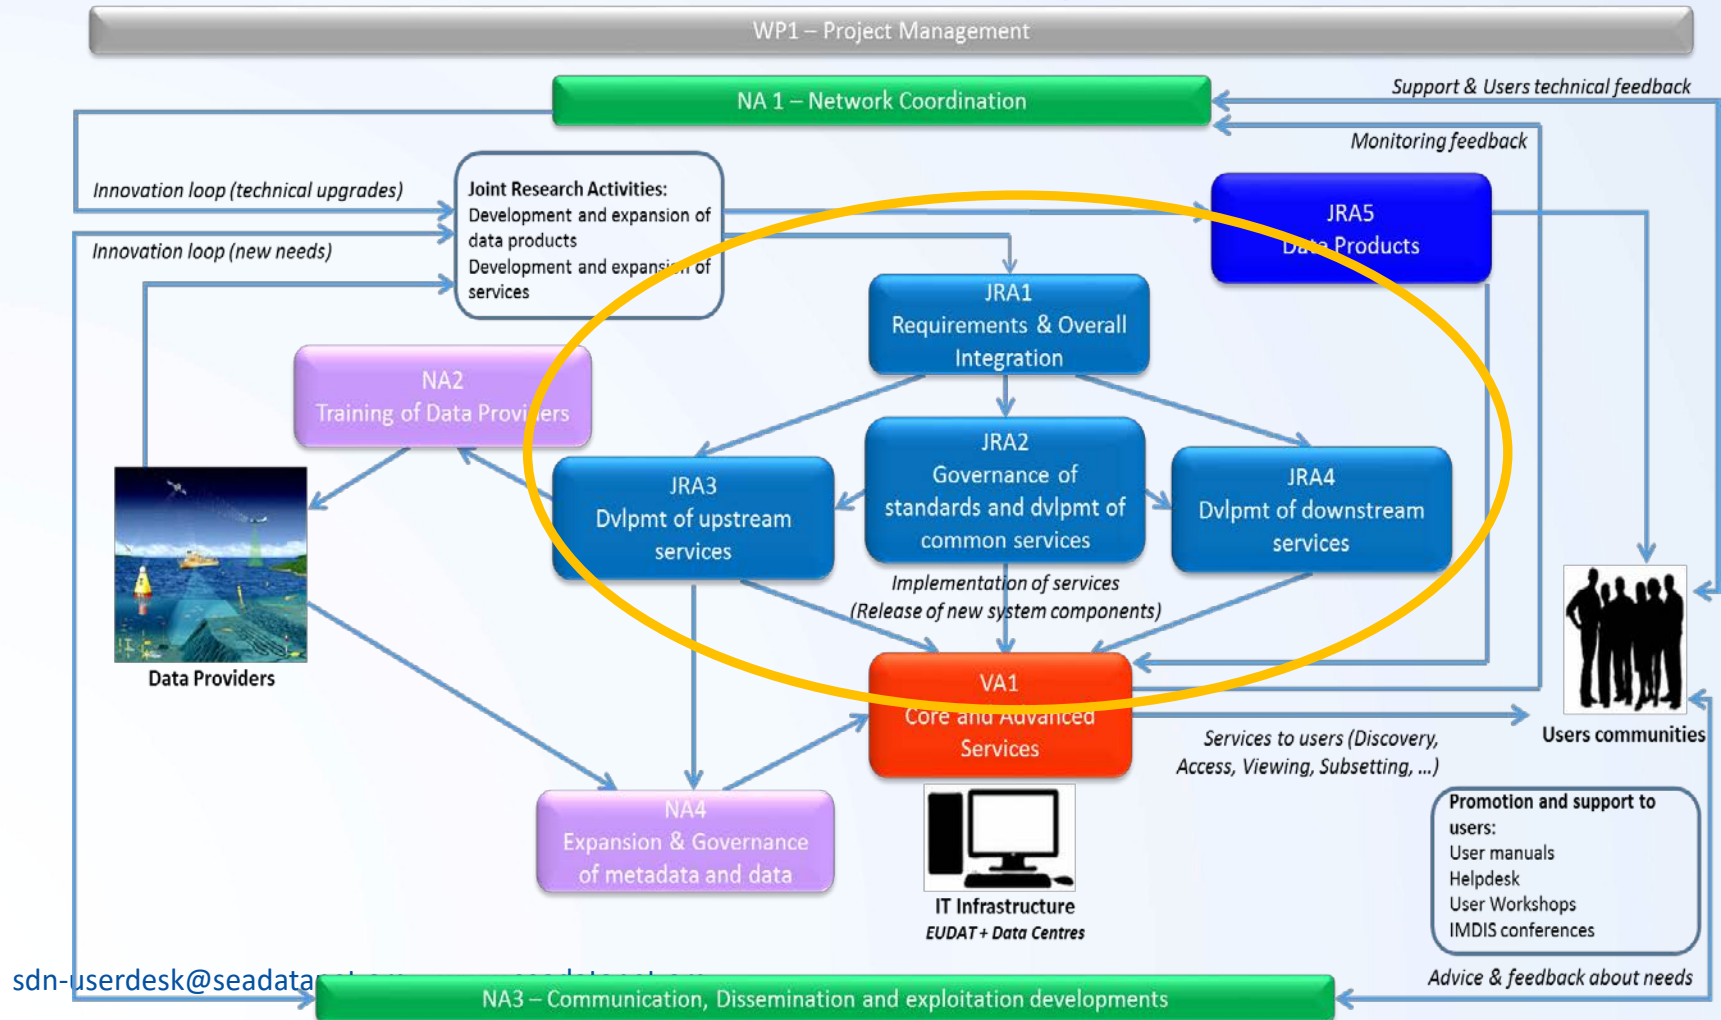 WP1 – Project Management
NA 1 – Network Coordination
Support & Users technical feedback
Monitoring feedback
Innovation loop (technical upgrades)
Innovation loop (new needs)
Joint Research Activities:
Development and expansion of
data products
Development and expansion of
services
JRA5
Data Products
JRA1
Requirements & Overall
Integration
NA2
Training of Data Providers
JRA3
Dvlpmt of upstream
services
JRA2
Governance of
standards and dvlpmt of
common services
JRA4
Dvlpmt of downstream
services
Implementation of services
(Release of new system components)
Data Providers
VA1
Core and Advanced
Services
Services to users (Discovery,
Access, Viewing, Subsetting, ...)
Users communities
NA4
Expansion & Governance
of metadata and data
IT Infrastructure
EUDAT + Data Centres
Promotion and support to
users:
User manuals
Helpdesk
User Workshops
IMDIS conferences
Advice & feedback about needs
sdn-userdesk@seadata
NA3 – Communication, Dissemination and exploitation developments